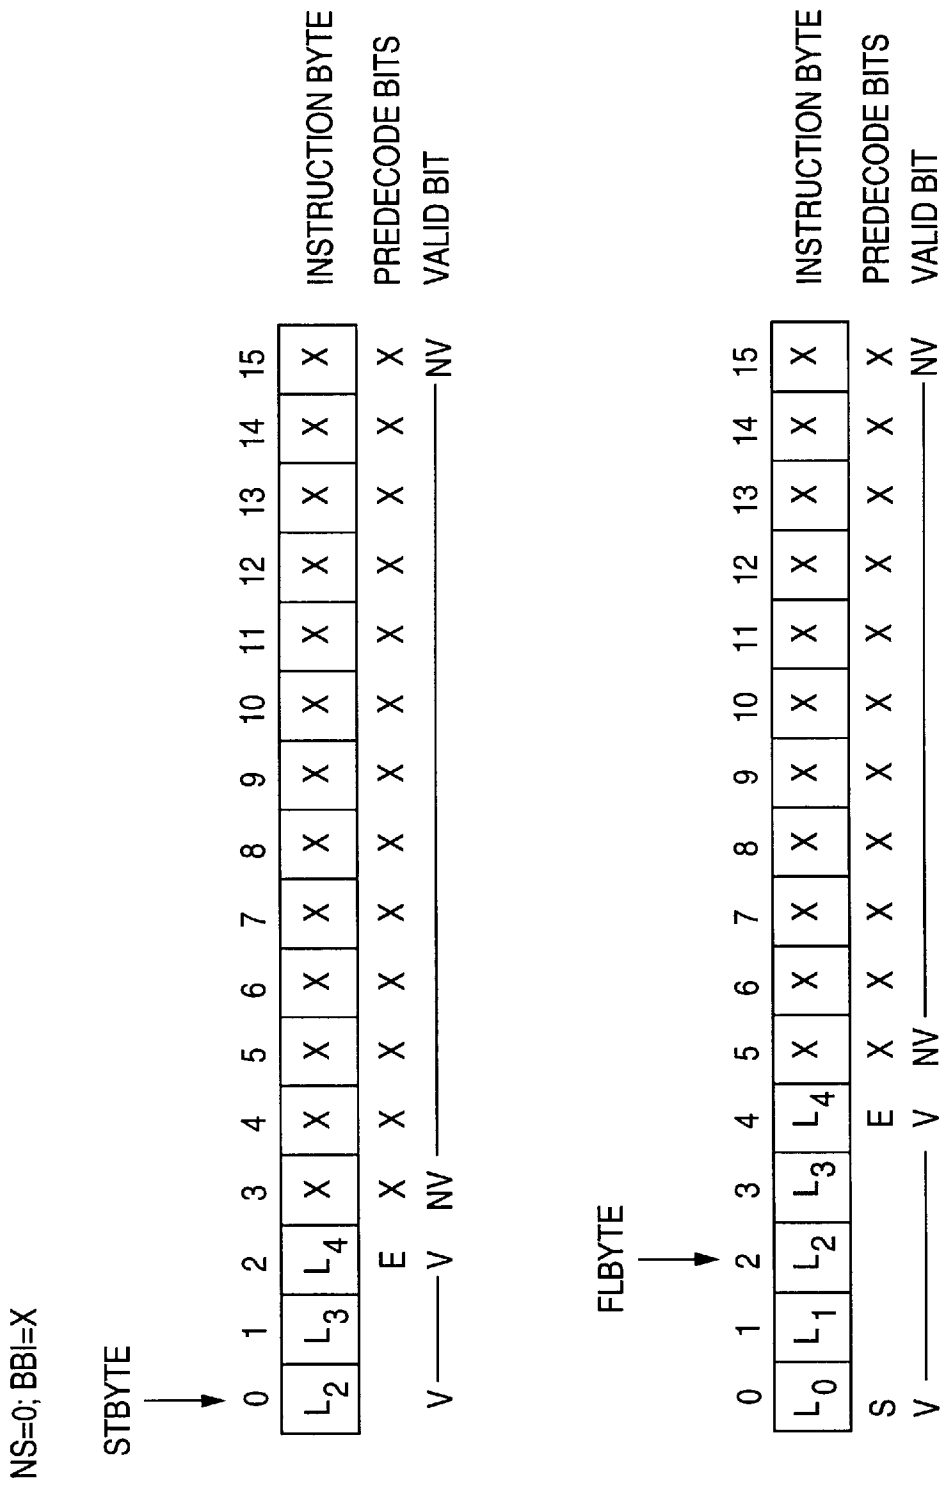 NS=0; BBI=X
STBYTE
0 1 2 3 4 5 6 7 8 9 10 11 12 13 14 15
L2 L3 L4 X X X X X X X X X X X X X INSTRUCTION BYTE
E X X X X X X X X X X X X X PREDECODE BITS
V V NV NV VALID BIT
FLBYTE
0 1 2 3 4 5 6 7 8 9 10 11 12 13 14 15
L0 L1 L2 L3 L4 X X X X X X X X X X X INSTRUCTION BYTE
S E X X X X X X X X X X X PREDECODE BITS
V V NV NV VALID BIT